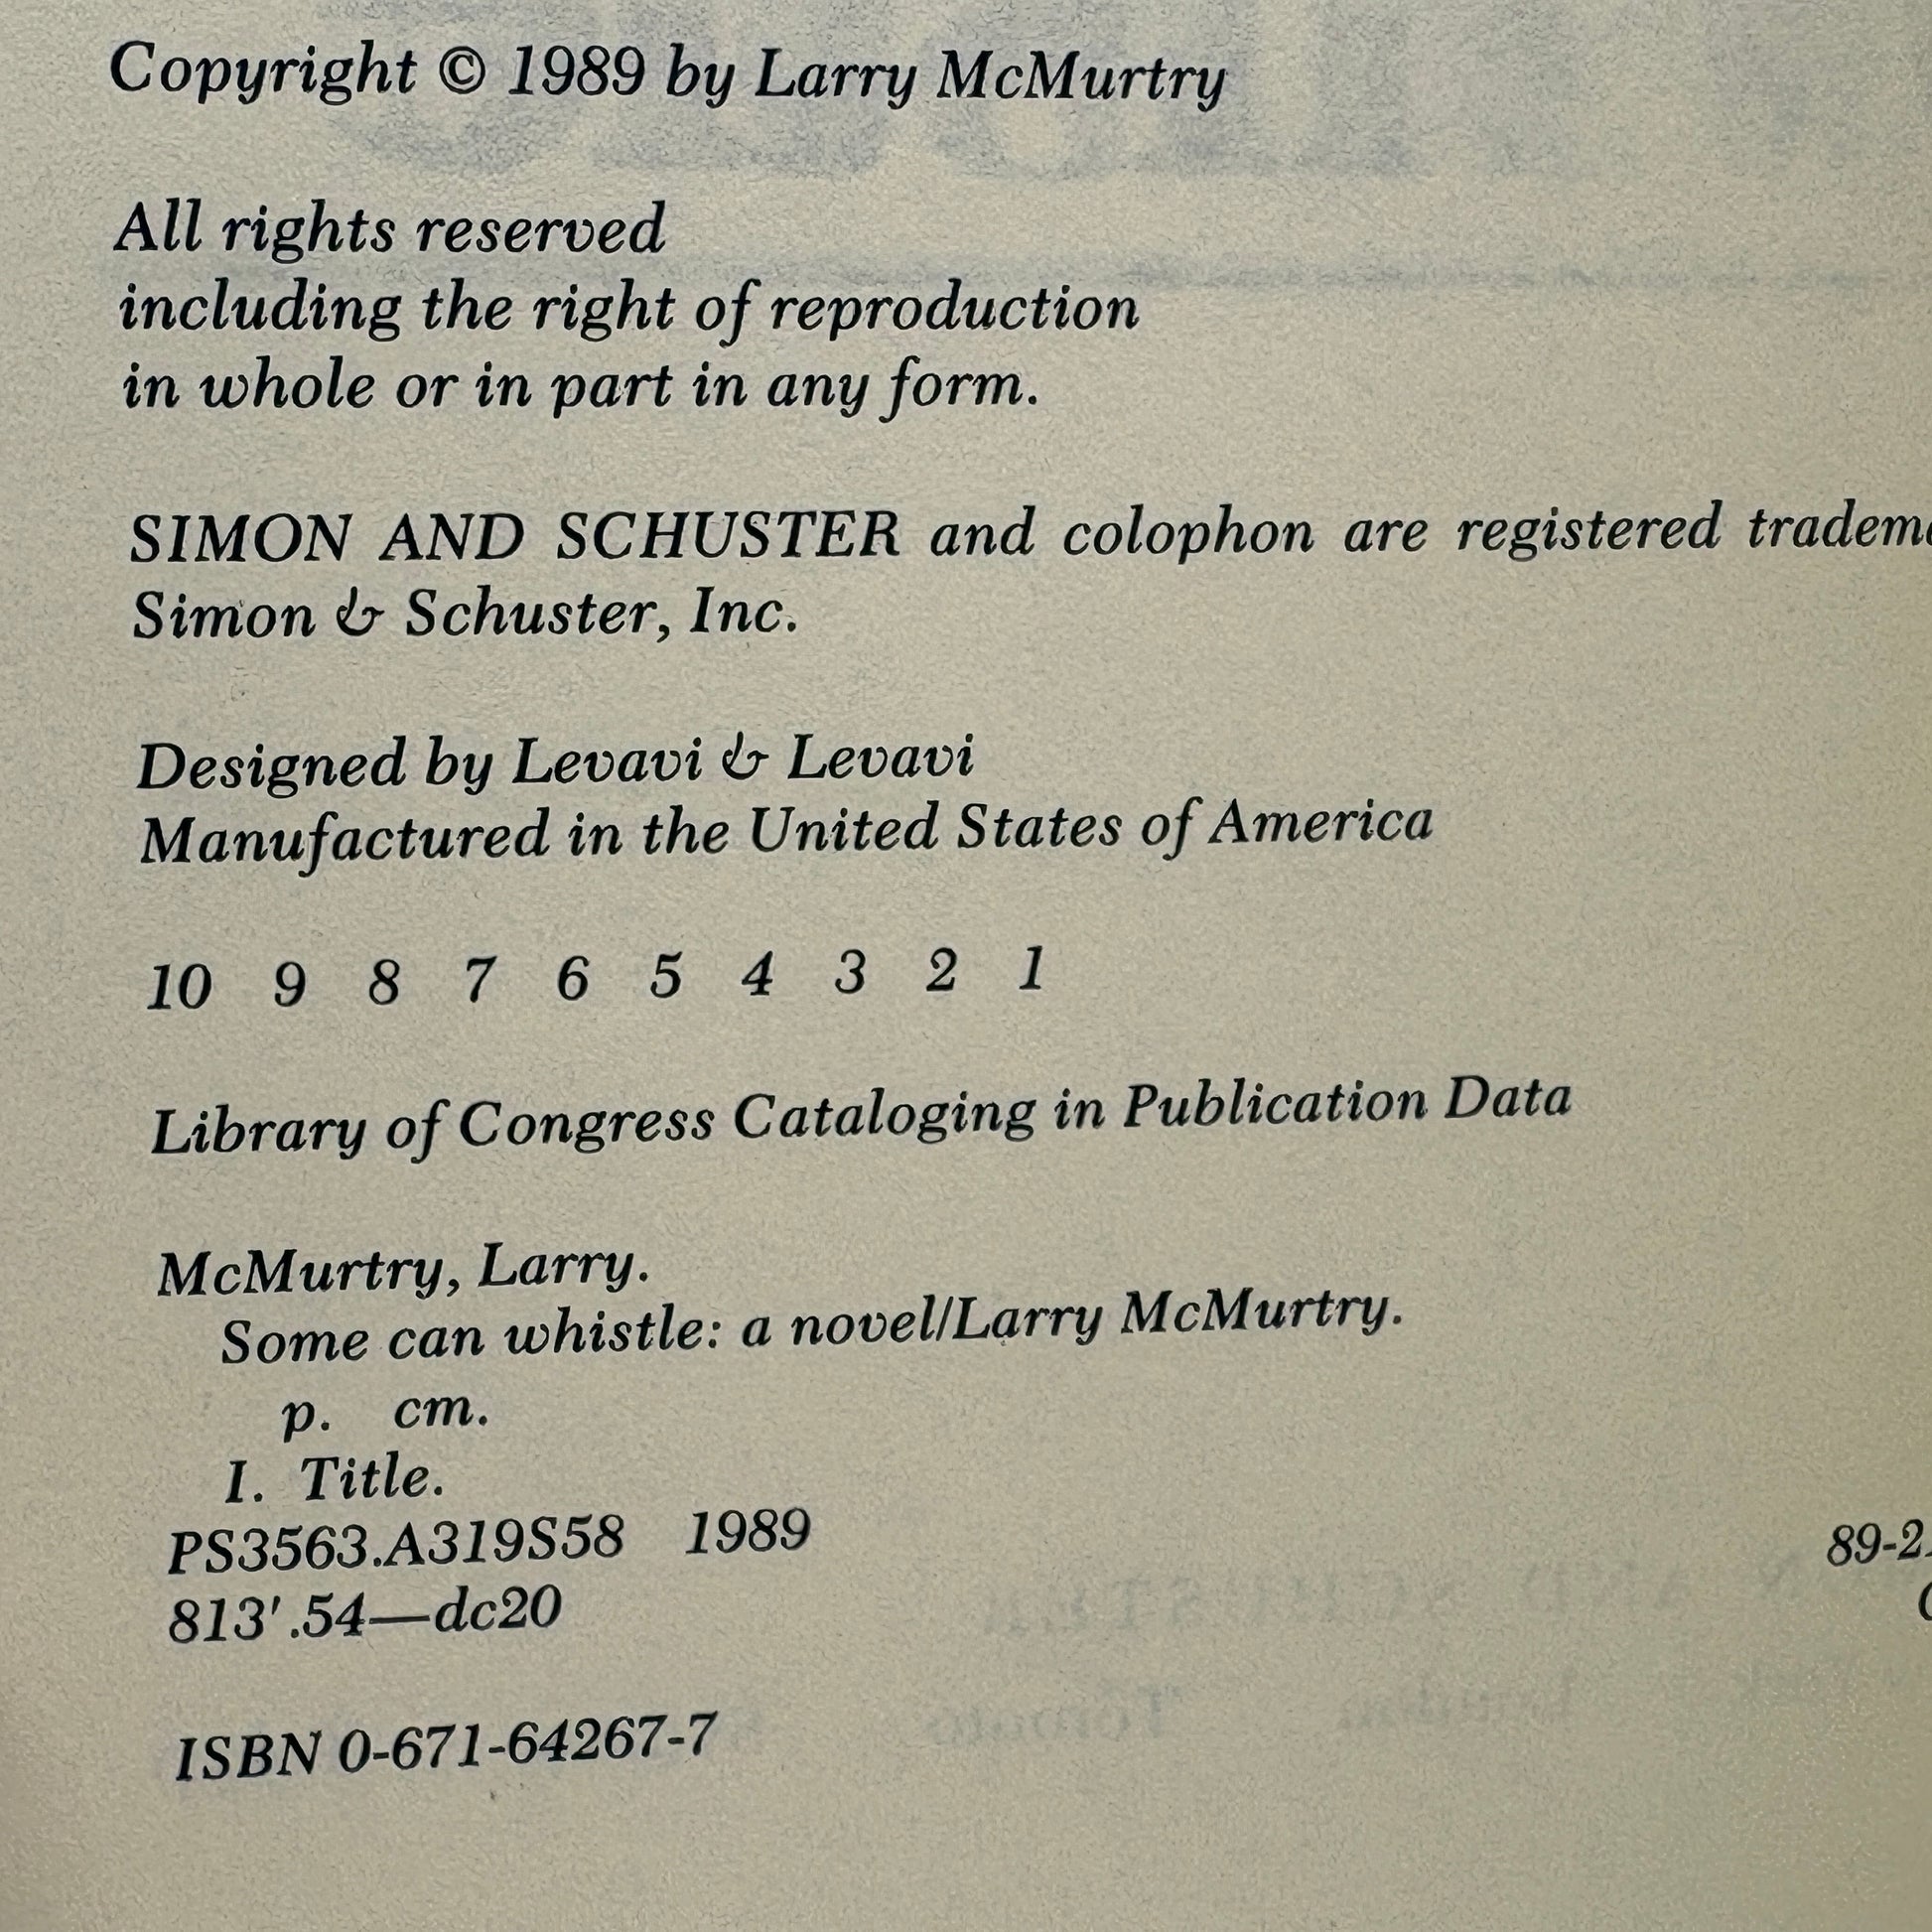 Copyright © 1989 by Larry McMurtry
All rights reserved
including the right of reproduction
in whole or in part in any form.
SIMON AND SCHUSTER and colophon are registered
Simon & Schuster, Inc.
Designed by Levavi & Levavi
Manufactured in the United States of America
10 9 8 7 6 5 4 3 2 1
Library of Congress Cataloging in Publication Data
McMurtry, Larry.
Some can whistle: a novel/Larry McMurtry.
p. cm.
I. Title.
PS3563.A319S58 1989
813'.54—dc20
ISBN 0-671-64267-7